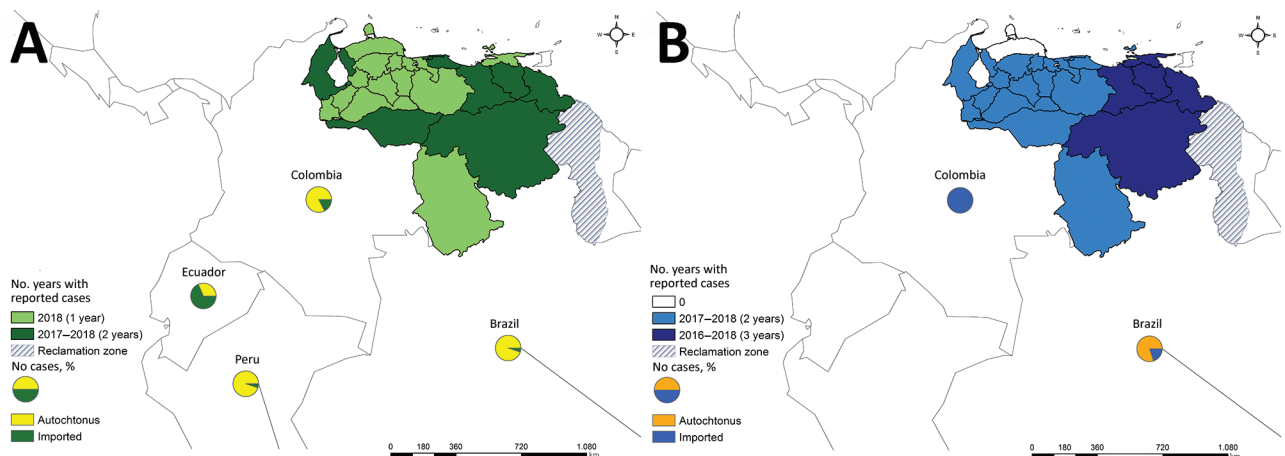 A
N
W E
S
Colombia
Ecuador
Peru
Brazil
No. years with
reported cases
2018 (1 year)
2017–2018 (2 years)
Reclamation zone
No cases, %
Autochtonus
Imported
0 180 360 720 1.080
km
B
N
W E
S
Colombia
Brazil
No. years with
reported cases
0
2017–2018 (2 years)
2016–2018 (3 years)
Reclamation zone
No cases, %
Autochtonus
Imported
0 180 360 720 1.080
km